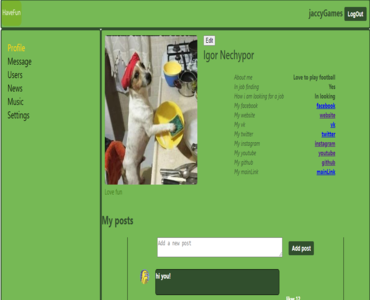 HaveFun
jaccyGames LogOut
Profile
Message
Users
News
Music
Settings
Edit
Igor Nechypor
About me Love to play football
In job finding Yes
How i am looking for a job Im looking
My facebook facebook
My website website
My vk vk
My twitter twitter
My instagram instagram
My youtube youtube
My github github
My mainLink mainLink
Love fun
My posts
Add a new post
Add post
hi you!